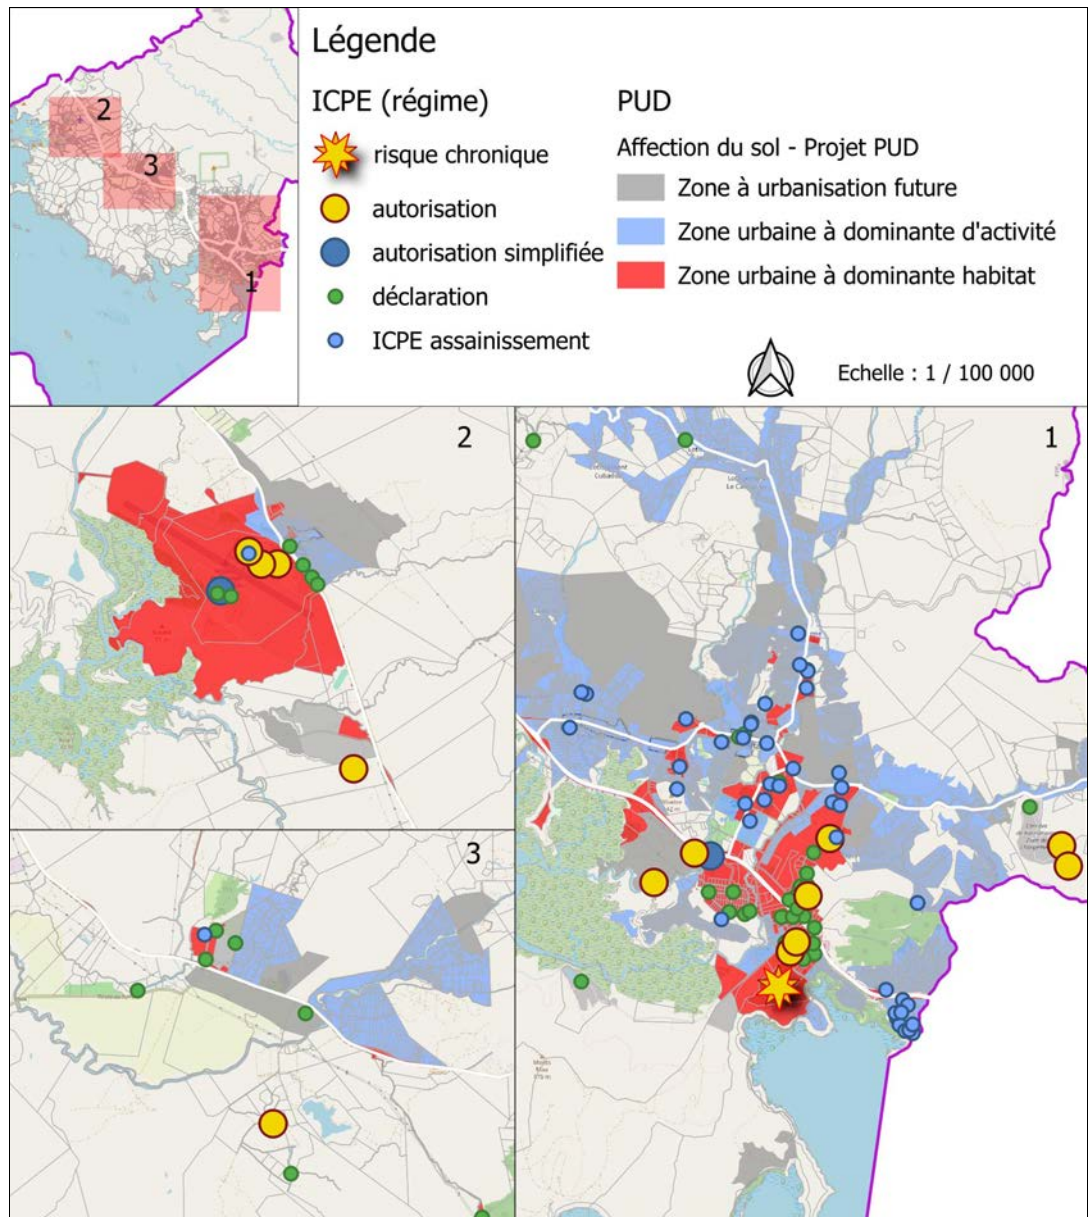 2
3
1
Légende
ICPE (régime)
risque chronique
autorisation
autorisation simplifiée
déclaration
ICPE assainissement
PUD
Affection du sol - Projet PUD
Zone à urbanisation future
Zone urbaine à dominante d'activité
Zone urbaine à dominante habitat
Echelle : 1 / 100 000
2
1
3